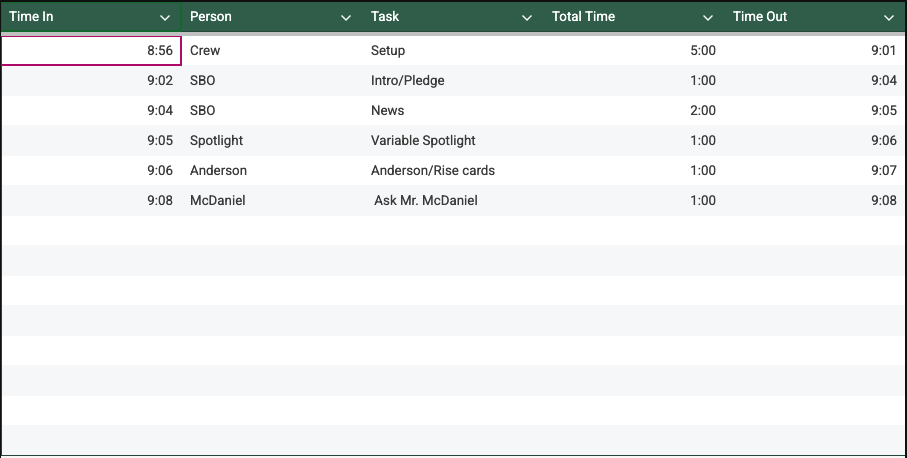 Time In Person Task Total Time Time Out
8:56 Crew Setup 5:00 9:01
9:02 SBO Intro/Pledge 1:00 9:04
9:04 SBO News 2:00 9:05
9:05 Spotlight Variable Spotlight 1:00 9:06
9:06 Anderson Anderson/Rise cards 1:00 9:07
9:08 McDaniel Ask Mr. McDaniel 1:00 9:08